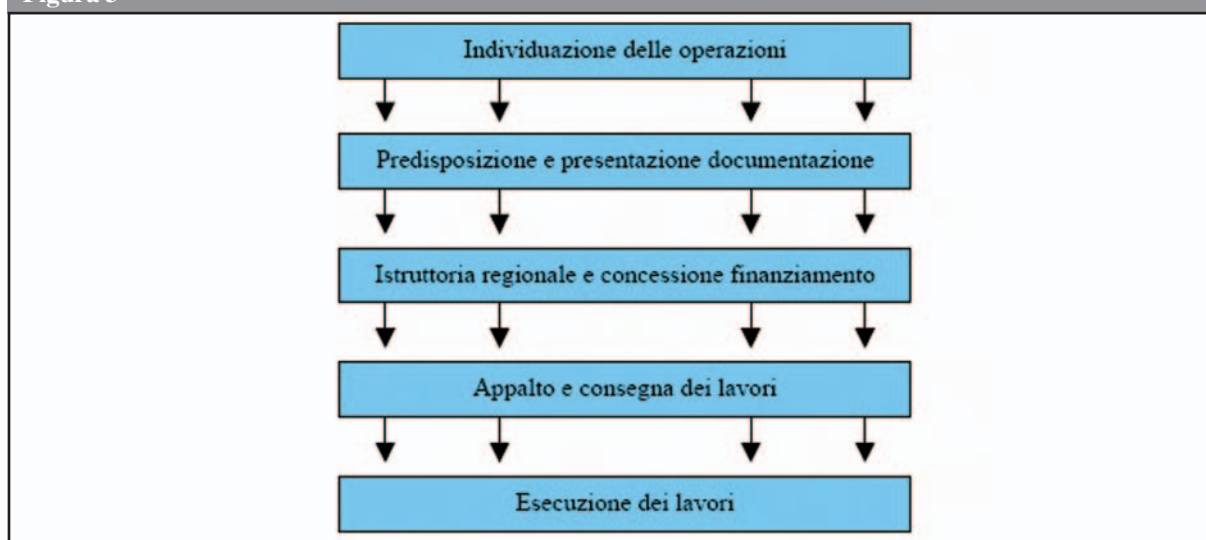 Individuazione delle operazioni
Predisposizione e presentazione documentazione
Istruttoria regionale e concessione finanziamento
Appalto e consegna dei lavori
Esecuzione dei lavori